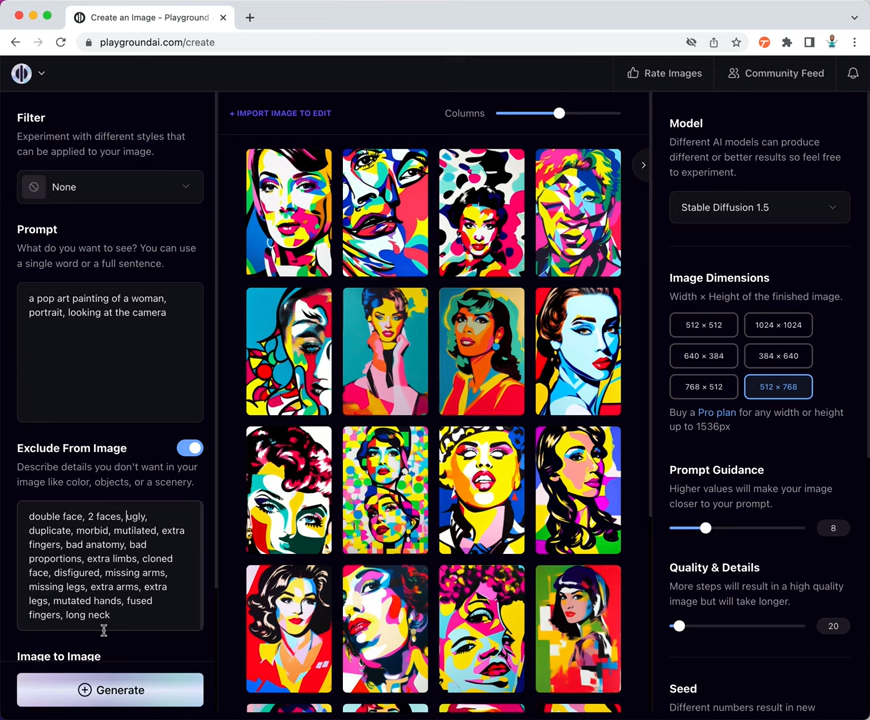 Create an Image - Playground
playgroundai.com/create
Rate Images
Community Feed
Filter
Experiment with different styles that
can be applied to your image.
None
Prompt
What do you want to see? You can use
a single word or a full sentence.
a pop art painting of a woman,
portrait, looking at the camera
Exclude From Image
Describe details you don't want in your
image like color, objects, or a scenery.
double face, 2 faces, ugly,
duplicate, morbid, mutilated, extra
fingers, bad anatomy, bad
proportions, extra limbs, cloned
face, disfigured, missing arms,
missing legs, extra arms, extra
legs, mutated hands, fused
fingers, long neck
Image to Image
Generate
+ IMPORT IMAGE TO EDIT
Columns
Model
Different AI models can produce
different or better results so feel free
to experiment.
Stable Diffusion 1.5
Image Dimensions
Width × Height of the finished image.
512 × 512
1024 × 1024
640 × 384
384 × 640
768 × 512
512 × 768
Buy a Pro plan for any width or height
up to 1536px
Prompt Guidance
Higher values will make your image
closer to your prompt.
8
Quality & Details
More steps will result in a high quality
image but will take longer.
20
Seed
Different numbers result in new